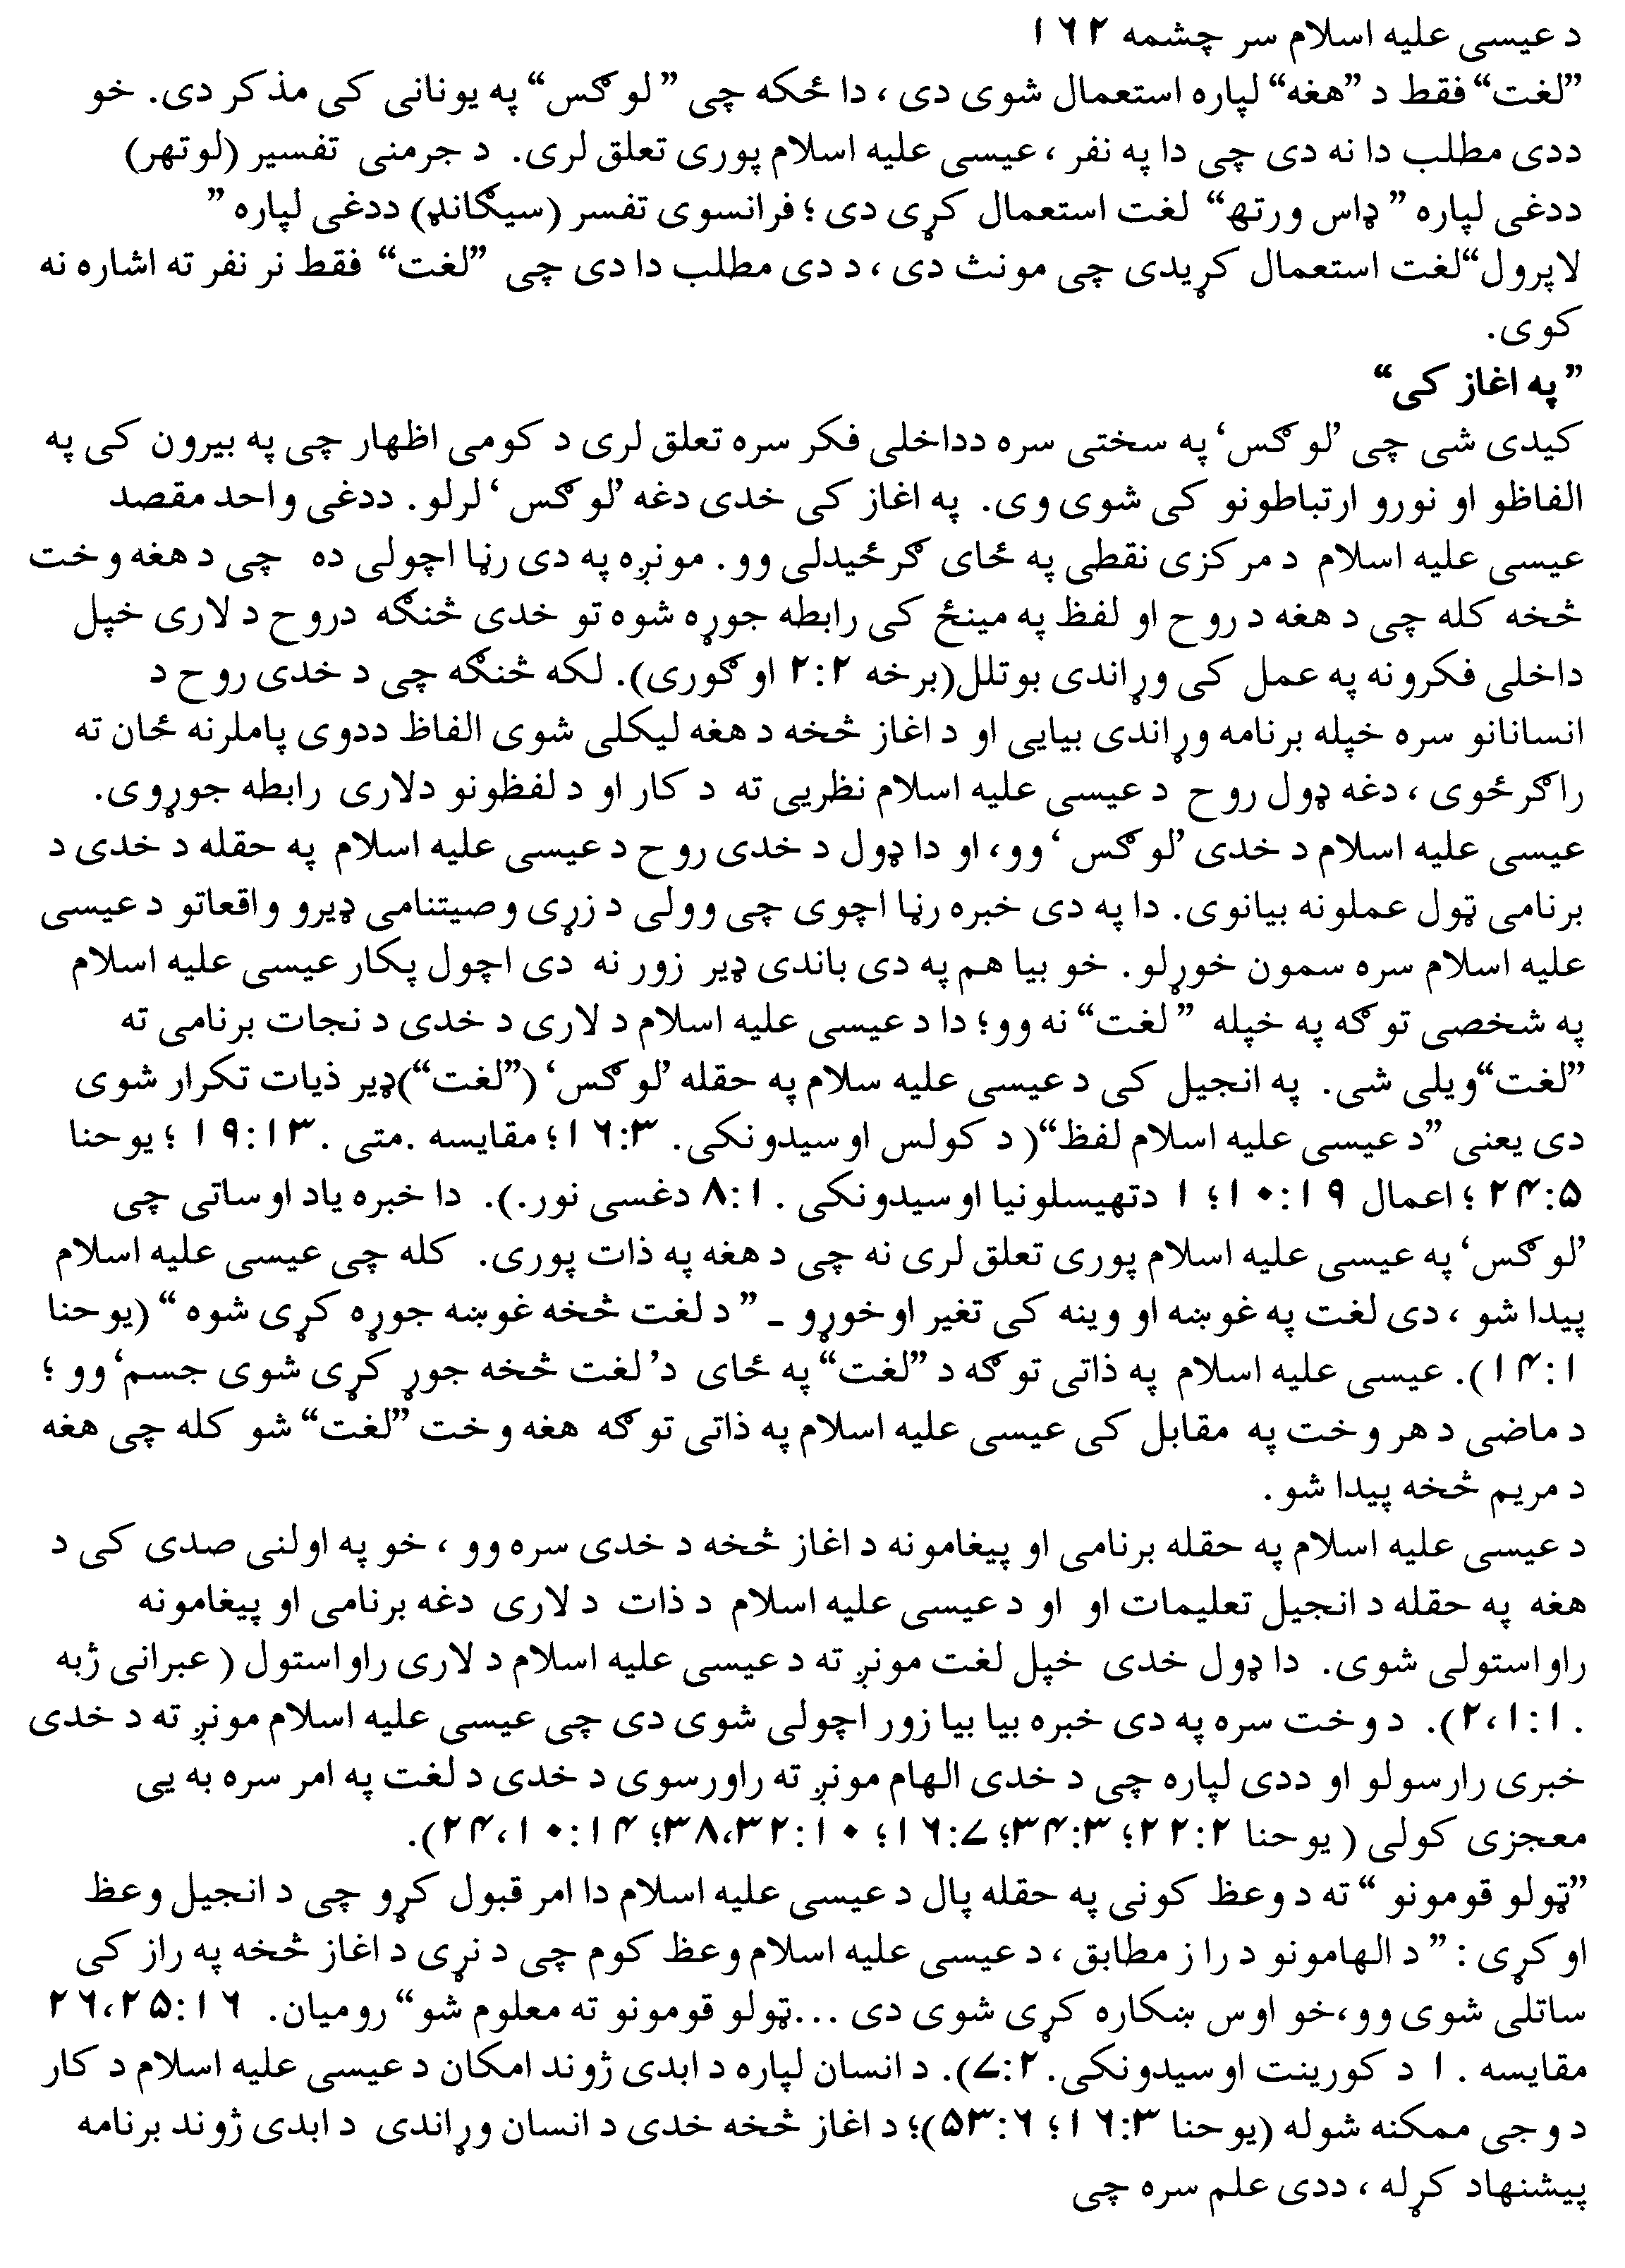 د عیسی علیه اسلام سر چشمه ۱۶۲
”لغت“ فقط د ”هغه“ لپاره استعمال شوی دی ، دا ځکه چی ” لوګس“ په یونانی کی مذکر دی. خو
ددی مطلب دا نه دی چی دا په نفر ، عیسی علیه اسلام پوری تعلق لری. د جرمنی تفسیر (لوتهر)
ددغی لپاره ” ډاس ورتھ“ لغت استعمال کړی دی ؛ فرانسوی تفسر (سیګانډ) ددغی لپاره ”
لاپرول“لغت استعمال کړیدی چی مونث دی ، د دی مطلب دا دی چی ”لغت“ فقط نر نفر ته اشاره نه
کوی.
” په اغاز کی“
کیدی شی چی ’لوګس‘ په سختی سره دداخلی فکر سره تعلق لری د کومی اظهار چی په بیرون کی په
الفاظو او نورو ارتباطونو کی شوی وی. په اغاز کی خدی دغه ’لوګس ‘ لرلو. ددغی واحد مقصد
عیسی علیه اسلام د مرکزی نقطی په ځای ګرځیدلی وو. مونږه په دی رڼا اچولی ده چی د هغه وخت
څخه کله چی د هغه د روح او لفظ په مینځ کی رابطه جوړه شوه تو خدی څنګه دروح د لاری خپل
داخلی فکرونه په عمل کی وړاندی بوتلل(برخه ۲:۲ اوګوری). لکه څنګه چی د خدی روح د
انسانانو سره خپله برنامه وړاندی بیایی او د اغاز څخه د هغه لیکلی شوی الفاظ ددوی پاملرنه ځان ته
راګرځوی ، دغه ډول روح د عیسی علیه اسلام نظریی ته د کار او د لفظونو دلاری رابطه جوړوی.
عیسی علیه اسلام د خدی ’لوګس ‘ وو، او دا ډول د خدی روح د عیسی علیه اسلام په حقله د خدی د
برنامی ټول عملونه بیانوی. دا په دی خبره رڼا اچوی چی وولی د زړی وصیتنامی ډیرو واقعاتو د عیسی
علیه اسلام سره سمون خوړلو. خو بیا هم په دی باندی ډیر زور نه دی اچول پکار عیسی علیه اسلام
په شخصی توګه په خپله ” لغت“ نه وو؛ دا د عیسی علیه اسلام د لاری د خدی د نجات برنامی ته
”لغت“ویلی شی. په انجیل کی د عیسی علیه سلام په حقله ’لوګس‘ (”لغت“)ډیر ذیات تکرار شوی
دی یعنی ”د عیسی علیه اسلام لفظ“( د کولس اوسیدونکی. ۱۶:۳؛ مقایسه .متی .۱۹:۱۳ ؛ یوحنا
۲۴:۵ ؛ اعمال ۱۰:۱۹؛ ۱ دتهیسلونیا اوسیدونکی .۸:۱ دغسی نور.). دا خبره یاد اوساتی چی
’لوګس‘ په عیسی علیه اسلام پوری تعلق لری نه چی د هغه په ذات پوری. کله چی عیسی علیه اسلام
پیدا شو ، دی لغت په غوښه او وینه کی تغیر اوخوړو ـ ” د لغت څخه غوښه جوړه کړی شوه “ (یوحنا
۱۴:۱). عیسی علیه اسلام په ذاتی توګه د ”لغت“ په ځای د’ لغت څخه جوړ کړی شوی جسم‘ وو ؛
د ماضی د هر وخت په مقابل کی عیسی علیه اسلام په ذاتی توګه هغه وخت ”لغت“ شو کله چی هغه
د مریم څخه پیدا شو .
د عیسی علیه اسلام په حقله برنامی او پیغامونه د اغاز څخه د خدی سره وو ، خو په اولنی صدی کی د
هغه په حقله د انجیل تعلیمات او او د عیسی علیه اسلام د ذات د لاری دغه برنامی او پیغامونه
راواستولی شوی. دا ډول خدی خپل لغت مونږ ته د عیسی علیه اسلام د لاری راواستول ( عبرانی ژبه
.۲،۱:۱). د وخت سره په دی خبره بیا بیا زور اچولی شوی دی چی عیسی علیه اسلام مونږ ته د خدی
خبری رارسولو او ددی لپاره چی د خدی الهام مونږ ته راورسوی د خدی د لغت په امر سره به یی
معجزی کولی ( یوحنا ۲۲:۲؛ ۳۴:۳؛ ۱۶:۷؛ ۳۸،۳۲:۱۰؛ ۲۴،۱۰:۱۴).
”ټولو قومونو “ ته د وعظ کونی په حقله پال د عیسی علیه اسلام دا امر قبول کړو چی د انجیل وعظ
اوکړی : ” د الهامونو د راز مطابق ، د عیسی علیه اسلام وعظ کوم چی د نړی د اغاز څخه په راز کی
ساتلی شوی وو،خو اوس ښکاره کړی شوی دی ...ټولو قومونو ته معلوم شو“ رومیان. ۲۶،۲۵:۱۶
مقایسه . ۱ د کورینت اوسیدونکی. ۷:۲). د انسان لپاره د ابدی ژوند امکان د عیسی علیه اسلام د کار
د وجی ممکنه شوله (یوحنا ۱۶:۳ ؛ ۵۳:۶)؛ د اغاز څخه خدی د انسان وړاندی د ابدی ژوند برنامه
پیشنهاد کړله ، ددی علم سره چی